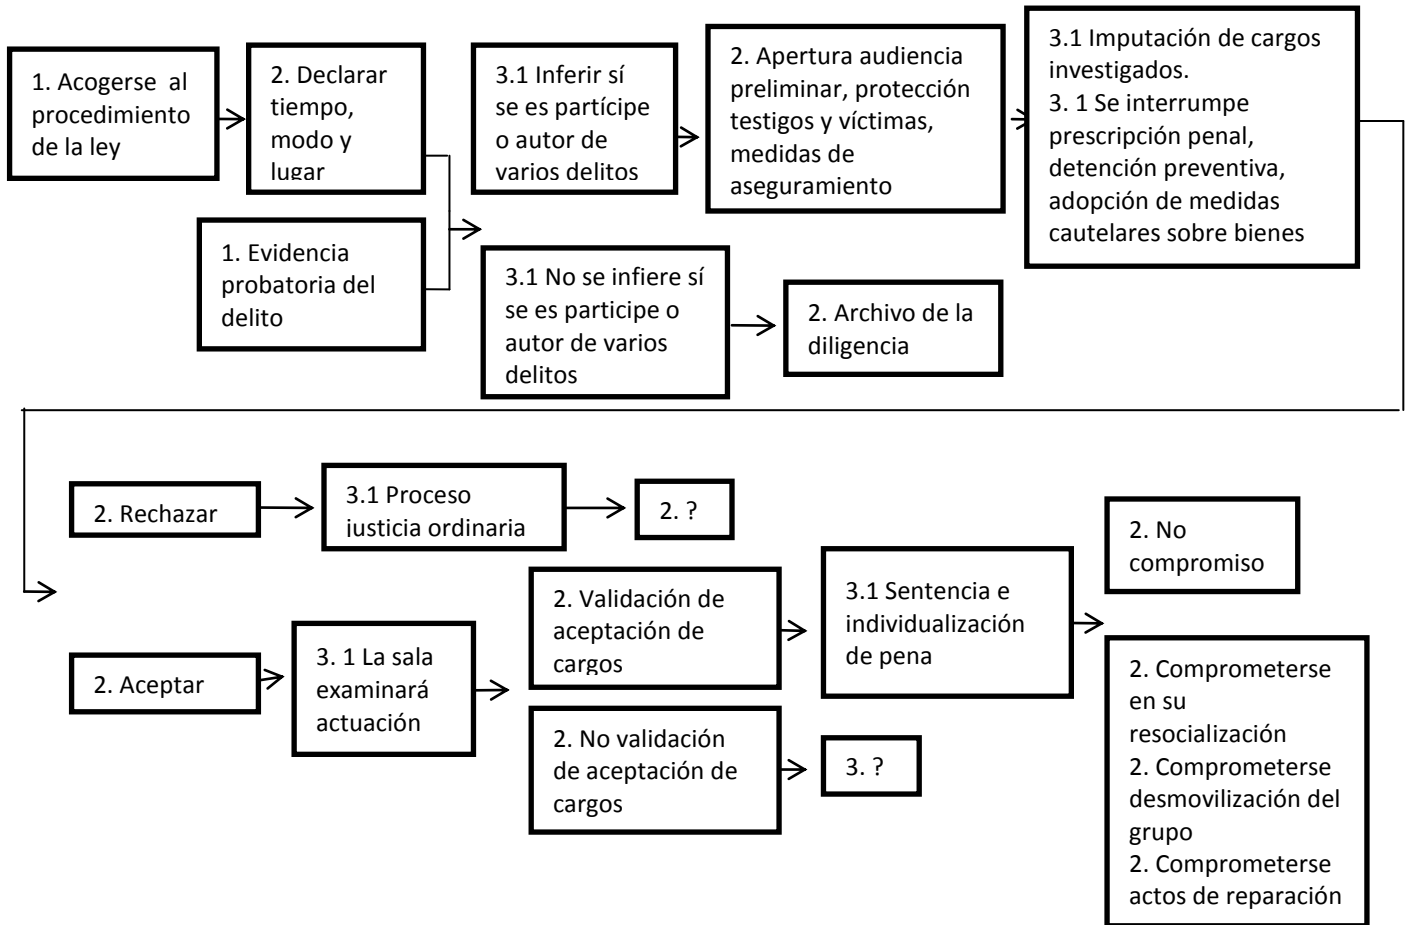 1. Acogerse al
procedimiento
de la ley
2. Declarar
tiempo,
modo y
lugar
1. Evidencia
probatoria del
delito
3.1 Inferir sí
se es partícipe
o autor de
varios delitos
2. Apertura audiencia
preliminar, protección
testigos y víctimas,
medidas de
aseguramiento
3.1 Imputación de cargos
investigados.
3. 1 Se interrumpe
prescripción penal,
detención preventiva,
adopción de medidas
cautelares sobre bienes
3.1 No se infiere sí
se es participe o
autor de varios
delitos
2. Archivo de la
diligencia
2. Rechazar
3.1 Proceso
justicia ordinaria
2. ?
2. Aceptar
3. 1 La sala
examinará
actuación
2. Validación de
aceptación de
cargos
2. No validación
de aceptación de
cargos
3.1 Sentencia e
individualización
de pena
3. ?
2. No
compromiso
2. Comprometerse
en su
resocialización
2. Comprometerse
desmovilización del
grupo
2. Comprometerse
actos de reparación